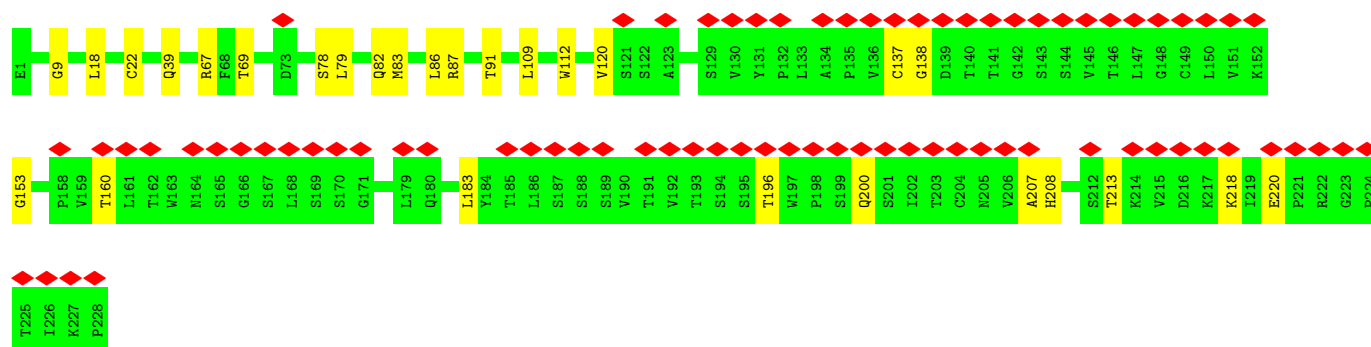 E1 G9 L18 C22 Q39 R67 F68 T69 D73 S78 L79 Q82 M83 L86 R87 T91 L109 W112 V120 S121 S122 A123 S129 V130 Y131 P132 L133 A134 P135 V136 C137 G138 D139 T140 T141 G142 S143 S144 V145 T146 L147 G148 C149 L150 V151 K152
G153 P158 V159 T160 L161 T162 W163 N164 S165 G166 S167 L168 S169 S170 G171 L179 Q180 L183 Y184 T185 L186 S187 S188 S189 V190 T191 V192 T193 S194 S195 T196 W197 P198 S199 Q200 S201 I202 T203 C204 N205 V206 A207 H208 S212 T213 K214 V215 D216 K217 K218 I219 E220 P221 R222 G223 P224
T225 I226 K227 P228